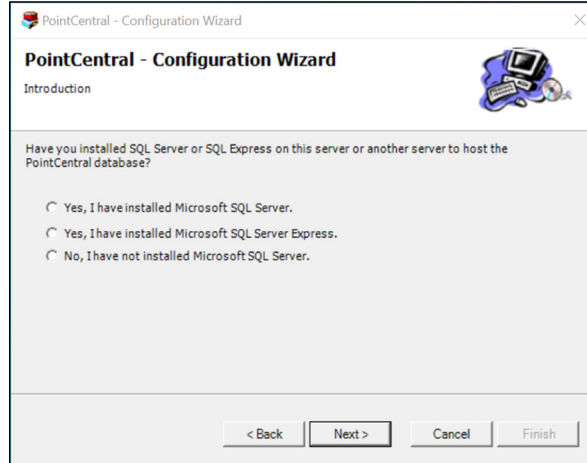 PointCentral - Configuration Wizard
PointCentral - Configuration Wizard
Introduction
Have you installed SQL Server or SQL Express on this server or another server to host the
PointCentral database?
Yes, I have installed Microsoft SQL Server.
Yes, I have installed Microsoft SQL Server Express.
No, I have not installed Microsoft SQL Server.
< Back Next > Cancel Finish